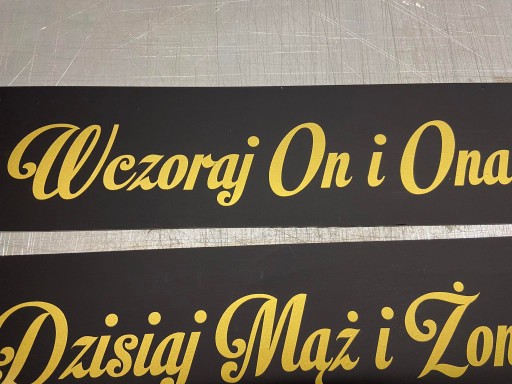 Wczoraj On i Ona
Dzisiaj Mąż i Żon